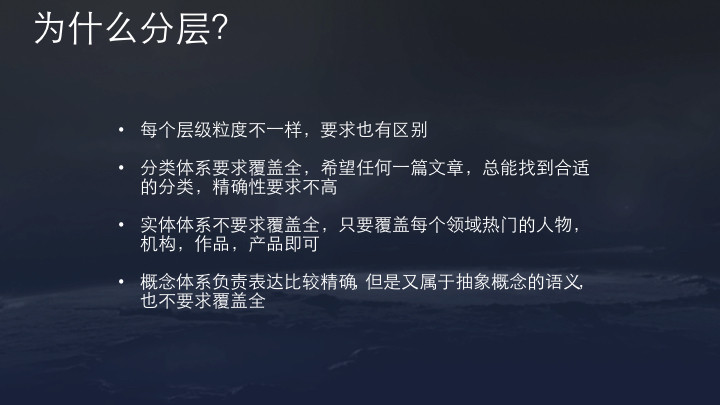 为什么分层?
• 每个层级粒度不一样，要求也有区别
• 分类体系要求覆盖全，希望任何一篇文章，总能找到合适
的分类，精确性要求不高
• 实体体系不要求覆盖全，只要覆盖每个领域热门的人物，
机构，作品，产品即可
• 概念体系负责表达比较精确，但是又属于抽象概念的语义，
也不要求覆盖全